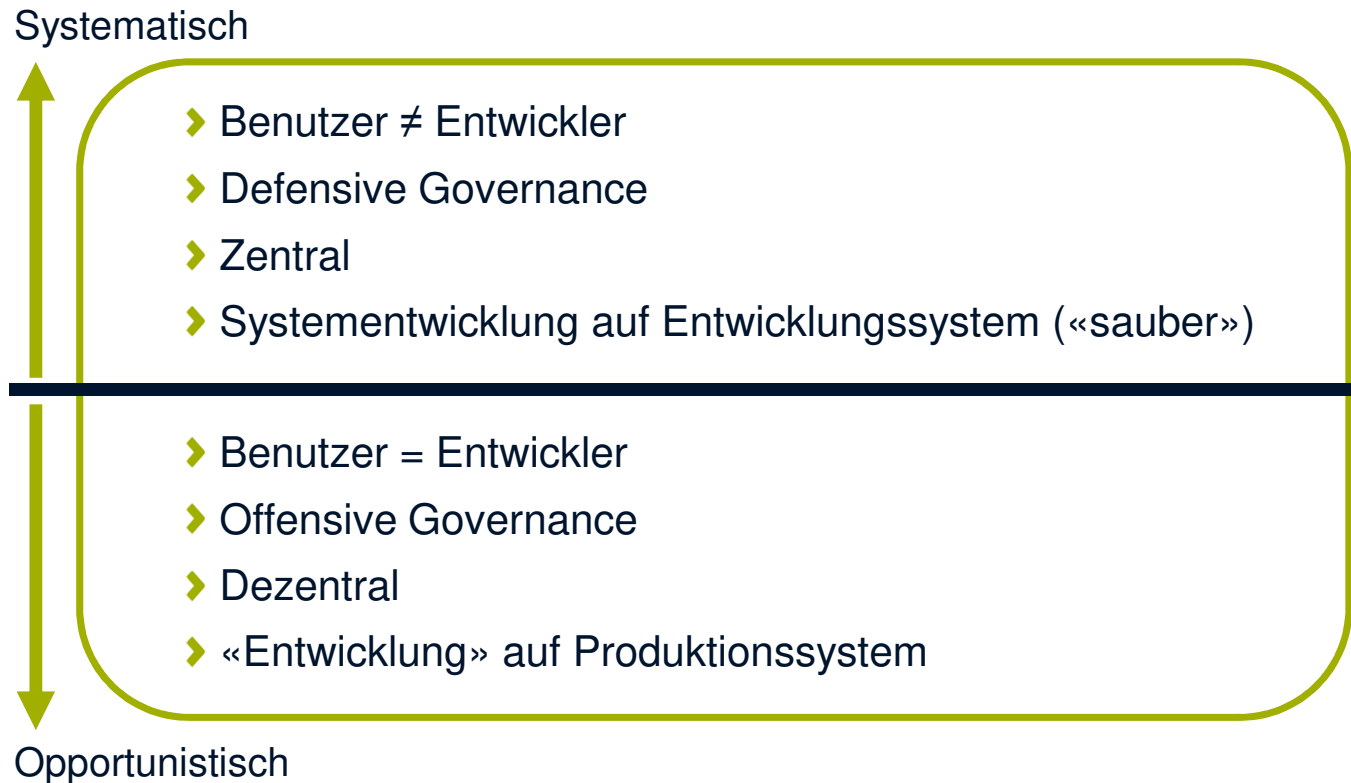 Systematisch
Benutzer ≠ Entwickler
Defensive Governance
Zentral
Systementwicklung auf Entwicklungssystem («sauber»)
Benutzer = Entwickler
Offensive Governance
Dezentral
«Entwicklung» auf Produktionssystem
Opportunistisch